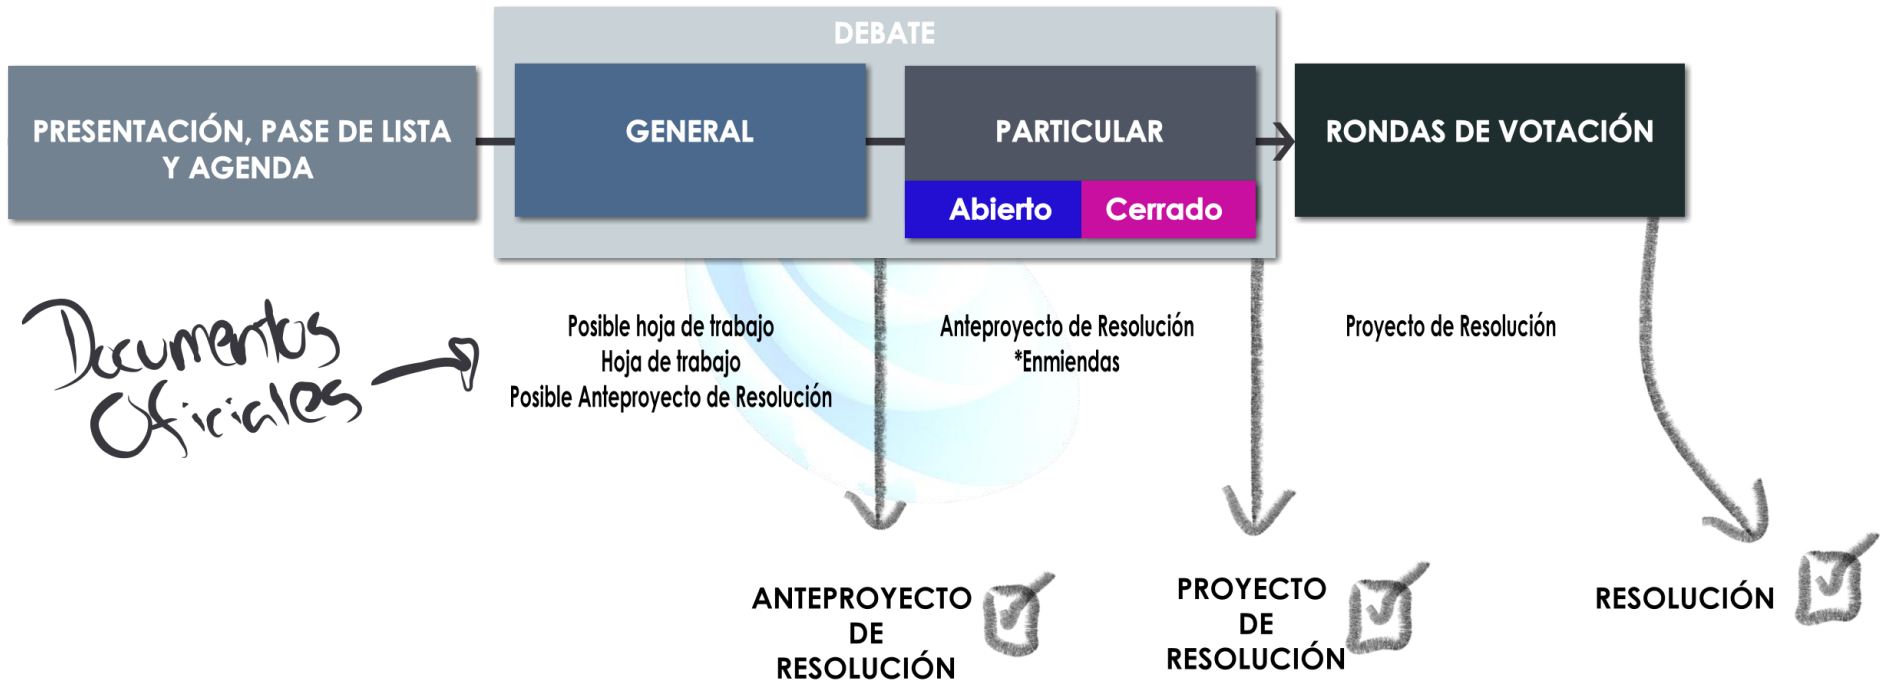 DEBATE
PRESENTACIÓN, PASE DE LISTA
Y AGENDA
GENERAL
PARTICULAR
Abierto
Cerrado
RONDAS DE VOTACIÓN
Documentos
Oficiales
Posible hoja de trabajo
Hoja de trabajo
Posible Anteproyecto de Resolución
Anteproyecto de Resolución
*Enmiendas
Proyecto de Resolución
ANTEPROYECTO
DE
RESOLUCIÓN
PROYECTO
DE
RESOLUCIÓN
RESOLUCIÓN